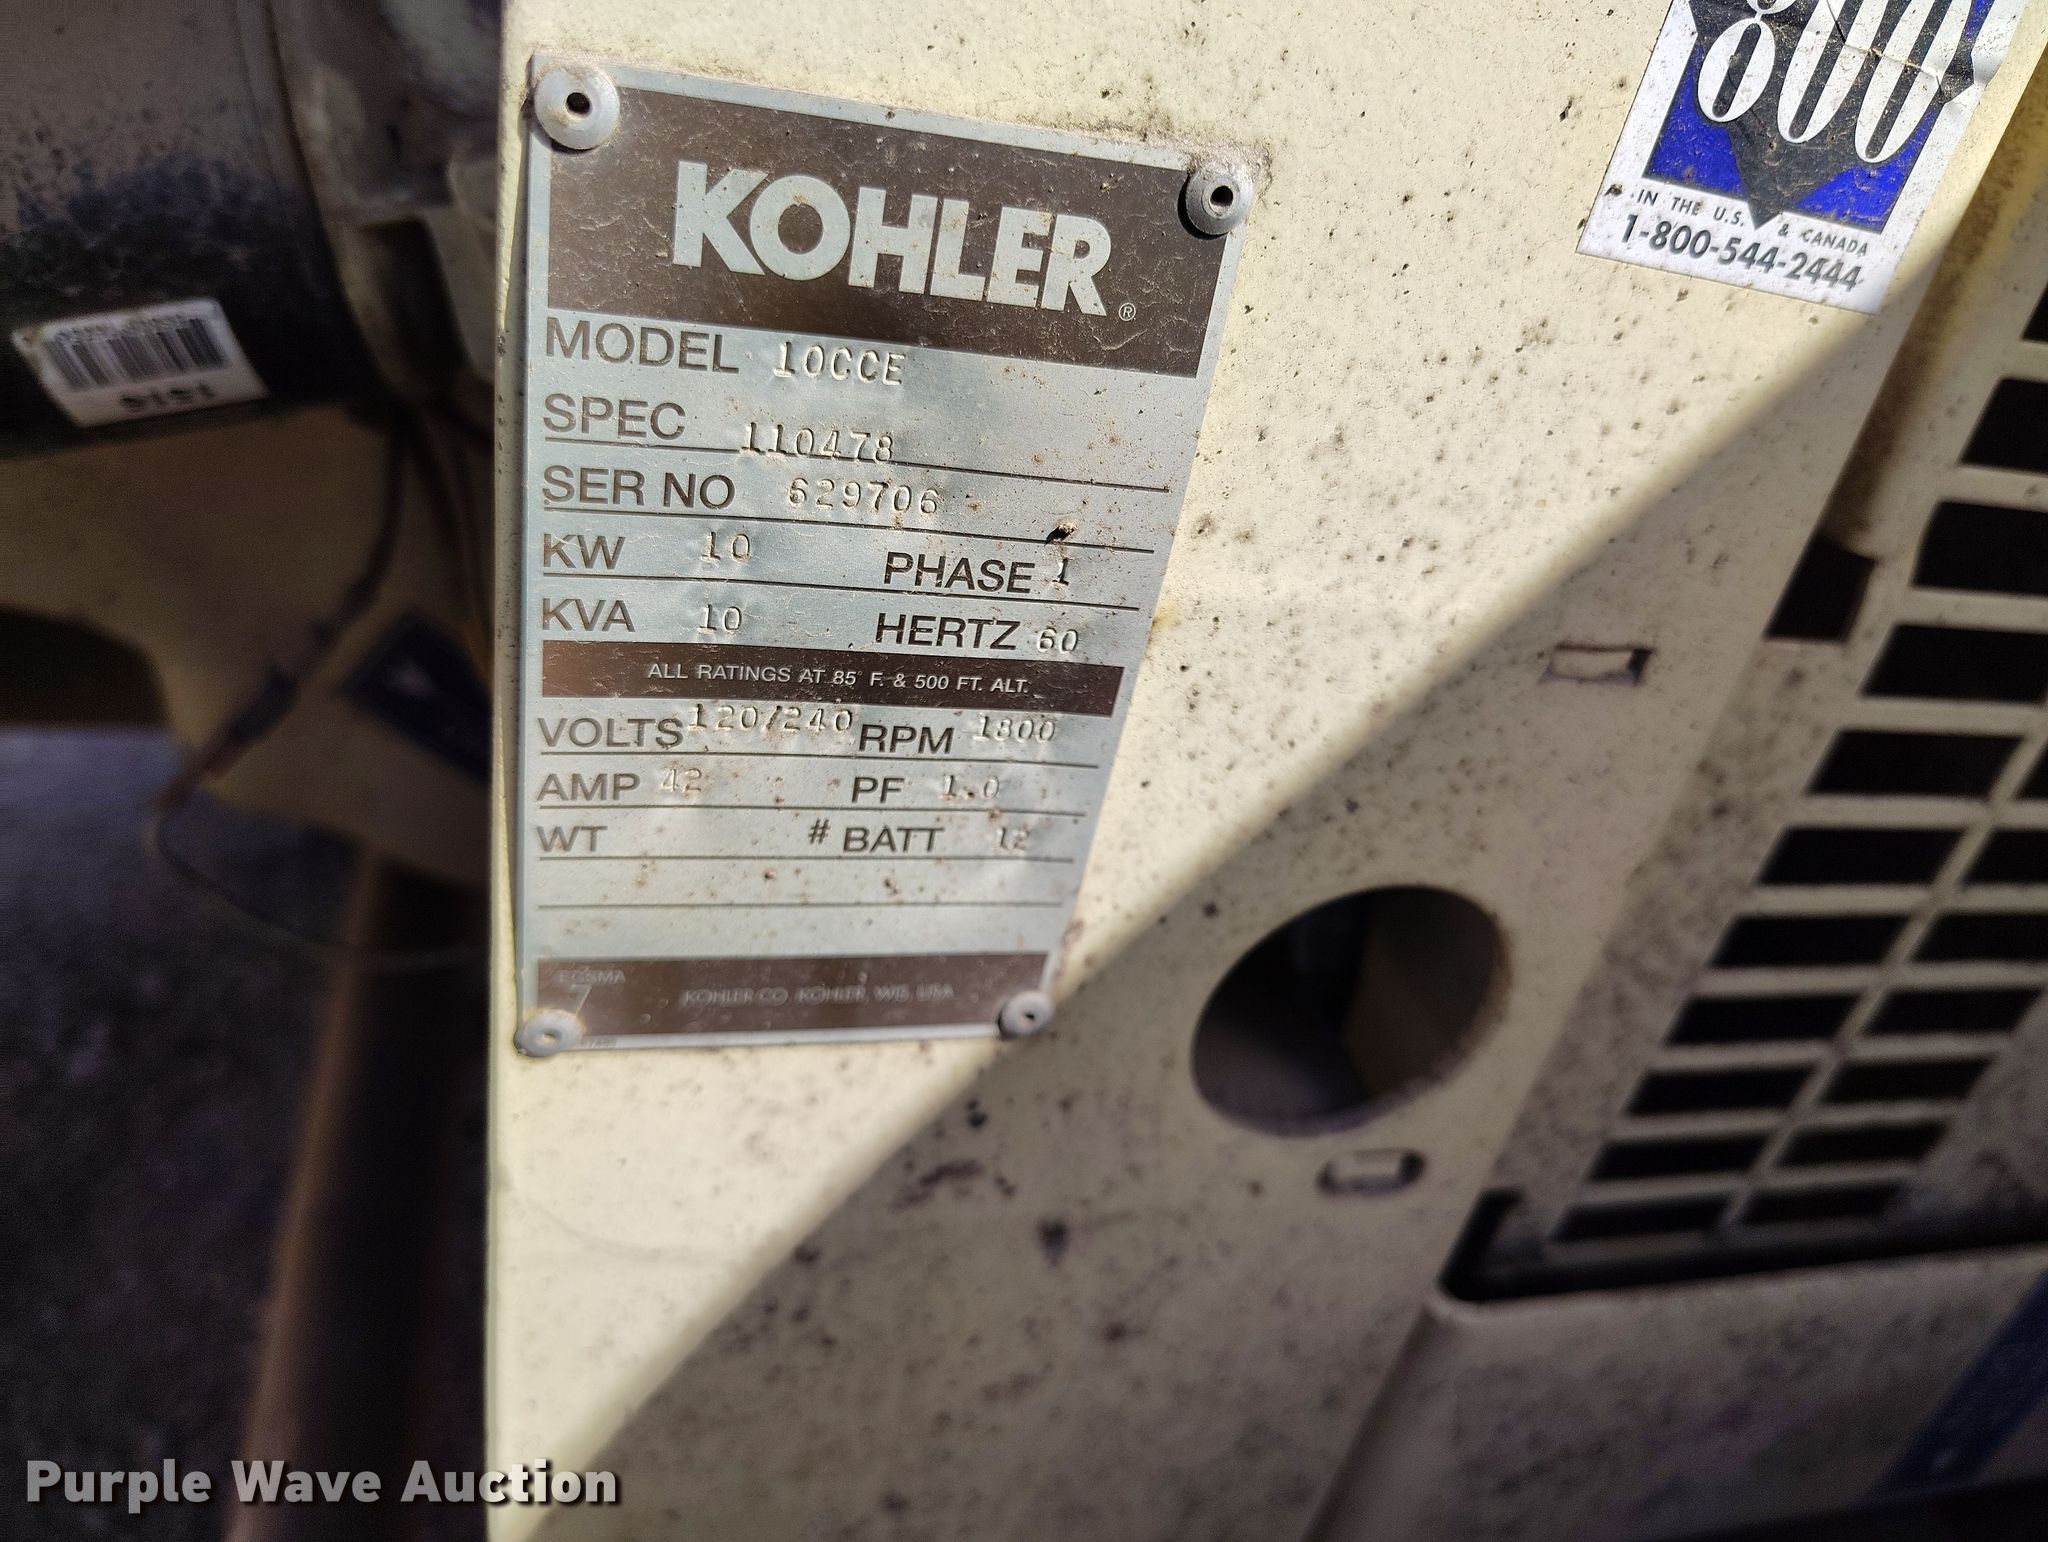 KOHLER®
MODEL 10CCE
SPEC 110478
SER NO 629706
KW 10 PHASE 1
KVA 10 HERTZ 60
ALL RATINGS AT 85° F. & 500 FT. ALT.
VOLTS 120/240 RPM 1800
AMP 42 PF 1.0
WT # BATT 12
EGSMA
KOHLER CO. KOHLER, WIS. USA
800
IN THE U.S. & CANADA
1-800-544-2444
Purple Wave Auction